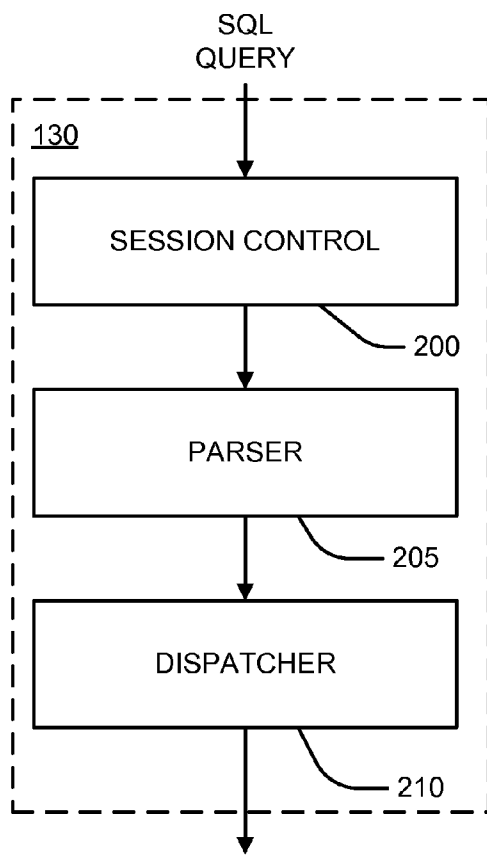 SQL
QUERY
130
SESSION CONTROL
200
PARSER
205
DISPATCHER
210